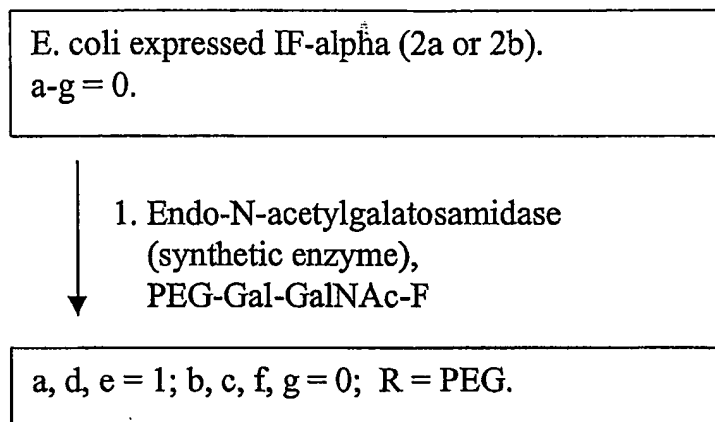 E. coli expressed IF-alpha (2a or 2b).
a-g = 0.
1. Endo-N-acetylgalatosamidase
(synthetic enzyme),
PEG-Gal-GalNAc-F
a, d, e = 1; b, c, f, g = 0; R = PEG.